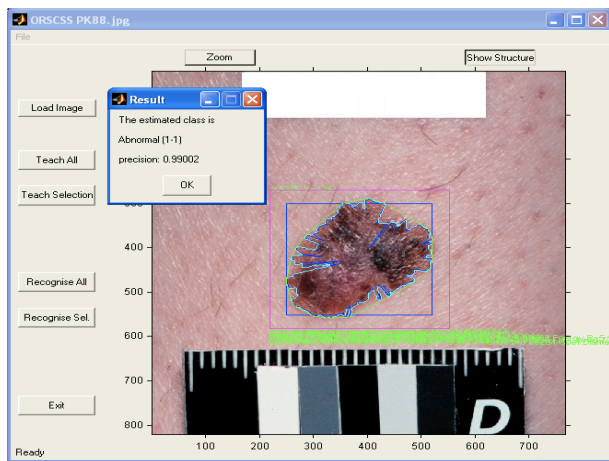 ORSCSS PK88.jpg
File
Zoom
Show Structure
Load Image
Teach All
Teach Selection
Recognise All
Recognise Sel.
Exit
Result
The estimated class is
Abnormal (1-1)
precision: 0.99002
OK
400
500
600
700
800
100
200
300
400
500
600
700
D
Ready